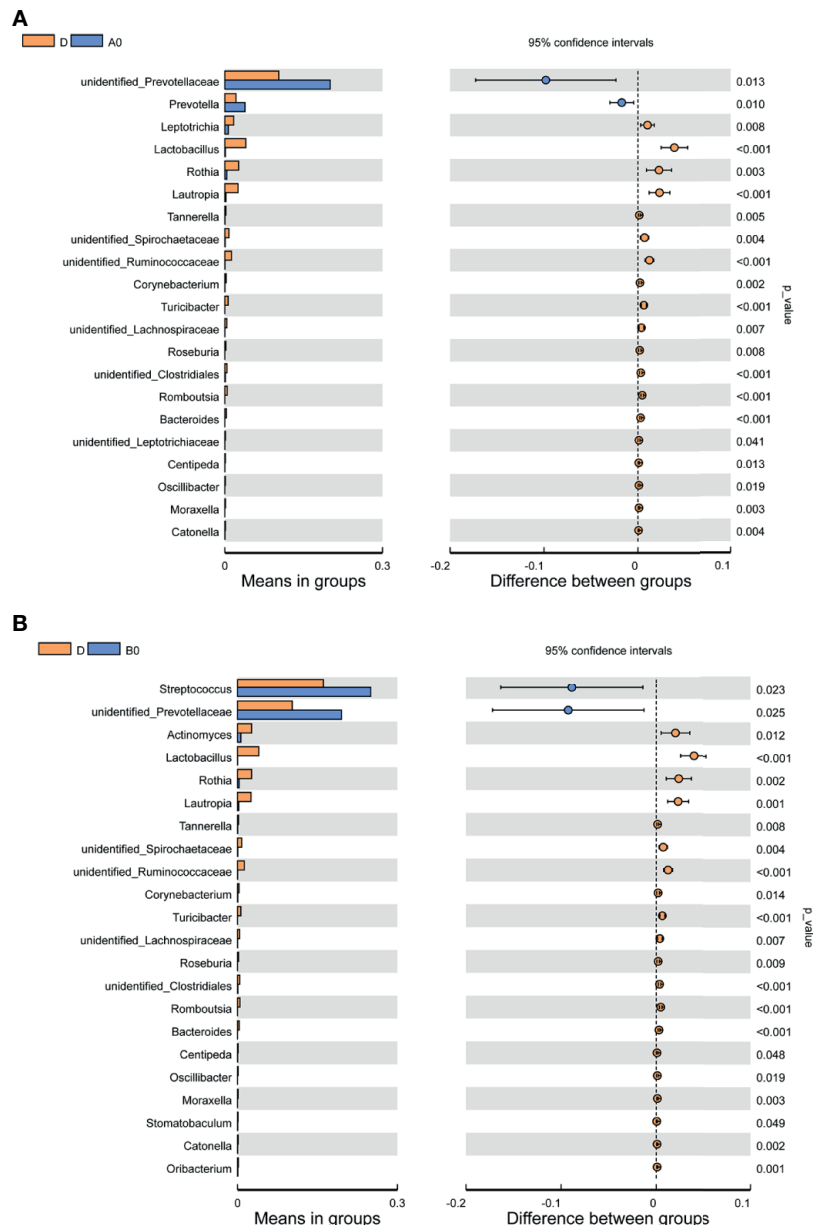 A
D A0
95% confidence intervals
unidentified_Prevotellaceae 0.013
Prevotella 0.010
Leptotrichia 0.008
Lactobacillus <0.001
Rothia 0.003
Lautropia <0.001
Tannerella 0.005
unidentified_Spirochaetaceae 0.004
unidentified_Ruminococcaceae <0.001
Corynebacterium 0.002
Turicibacter <0.001
unidentified_Lachnospiraceae 0.007
Roseburia 0.008
unidentified_Clostridiales <0.001
Romboutsia <0.001
Bacteroides <0.001
unidentified_Leptotrichiaceae 0.041
Centipeda 0.013
Oscillibacter 0.019
Moraxella 0.003
Catonella 0.004
p_value
0 0.3 -0.2 -0.1 0 0.1
Means in groups Difference between groups
B
D B0
95% confidence intervals
Streptococcus 0.023
unidentified_Prevotellaceae 0.025
Actinomyces 0.012
Lactobacillus <0.001
Rothia 0.002
Lautropia 0.001
Tannerella 0.008
unidentified_Spirochaetaceae 0.004
unidentified_Ruminococcaceae <0.001
Corynebacterium 0.014
Turicibacter <0.001
unidentified_Lachnospiraceae 0.007
Roseburia 0.009
unidentified_Clostridiales <0.001
Romboutsia <0.001
Bacteroides <0.001
Centipeda 0.048
Oscillibacter 0.019
Moraxella 0.003
Stomatobaculum 0.049
Catonella 0.002
Oribacterium 0.001
p_value
0 0.3 -0.2 -0.1 0 0.1
Means in groups Difference between groups